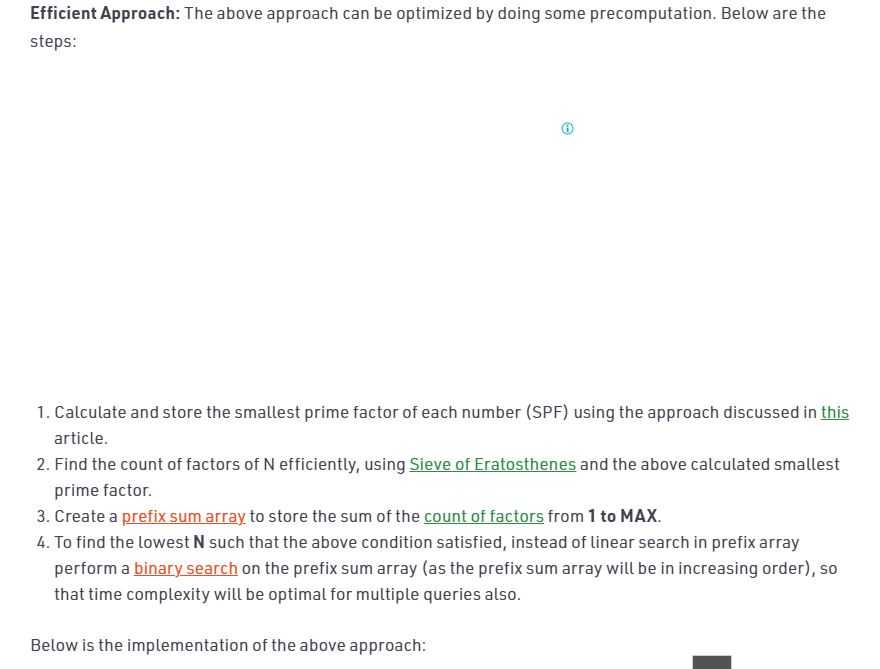 Efficient Approach: The above approach can be optimized by doing some precomputation. Below are the
steps:
1. Calculate and store the smallest prime factor of each number (SPF) using the approach discussed in this
article.
2. Find the count of factors of N efficiently, using Sieve of Eratosthenes and the above calculated smallest
prime factor.
3. Create a prefix sum array to store the sum of the count of factors from 1 to MAX.
4. To find the lowest N such that the above condition satisfied, instead of linear search in prefix array
perform a binary search on the prefix sum array (as the prefix sum array will be in increasing order), so
that time complexity will be optimal for multiple queries also.
Below is the implementation of the above approach: